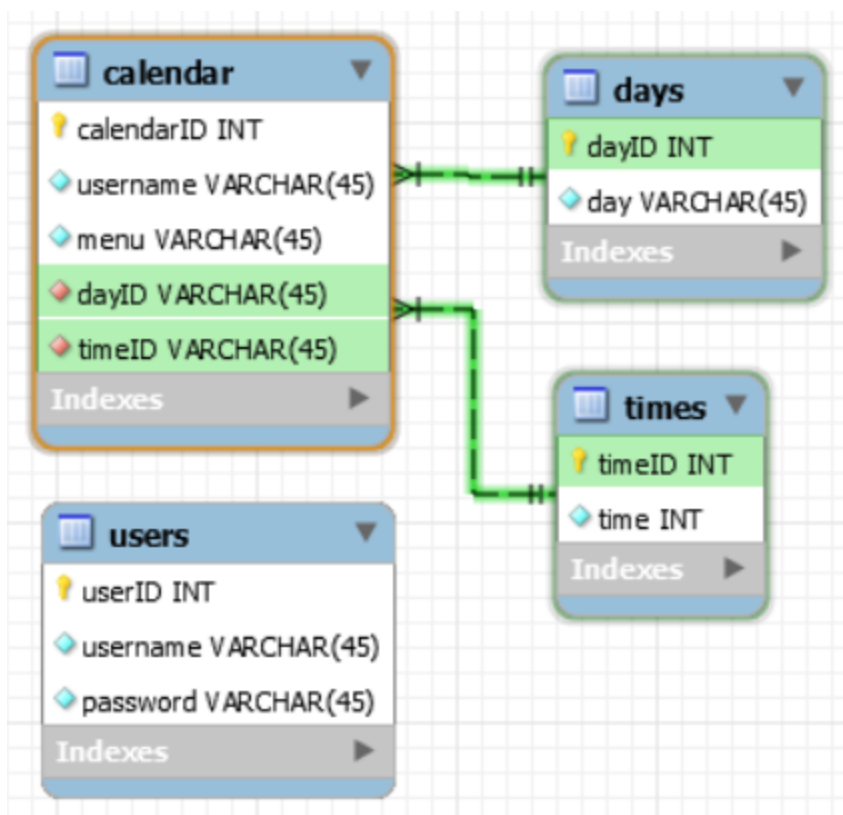 calendar
calendarID INT
username VARCHAR(45)
menu VARCHAR(45)
dayID VARCHAR(45)
timeID VARCHAR(45)
Indexes
days
dayID INT
day VARCHAR(45)
Indexes
times
timeID INT
time INT
Indexes
users
userID INT
username VARCHAR(45)
password VARCHAR(45)
Indexes